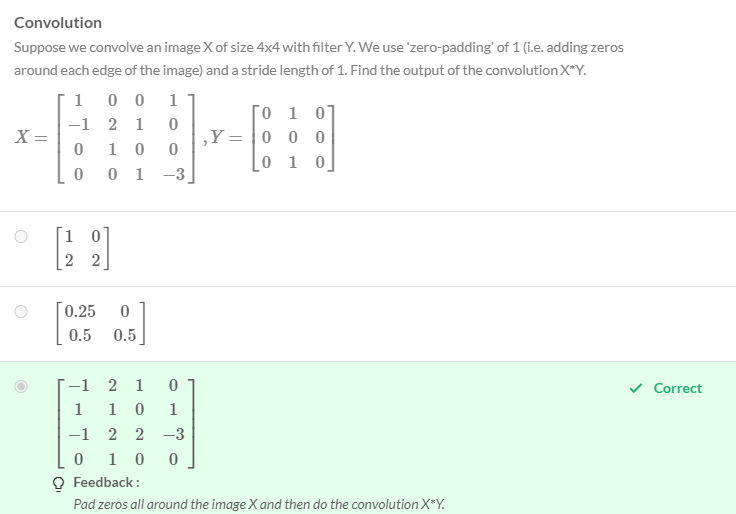 Convolution
Suppose we convolve an image X of size 4x4 with filter Y. We use 'zero-padding' of 1 (i.e. adding zeros
around each edge of the image) and a stride length of 1. Find the output of the convolution X*Y.
X = [ 1 0 0 1
-1 2 1 0
0 1 0 0
0 0 1 -3 ] , Y = [ 0 1 0
0 0 0
0 1 0 ]
[ 1 0
2 2 ]
[ 0.25 0
0.5 0.5 ]
[ -1 2 1 0
1 1 0 1
-1 2 2 -3
0 1 0 0 ]
Correct
Feedback :
Pad zeros all around the image X and then do the convolution X*Y.